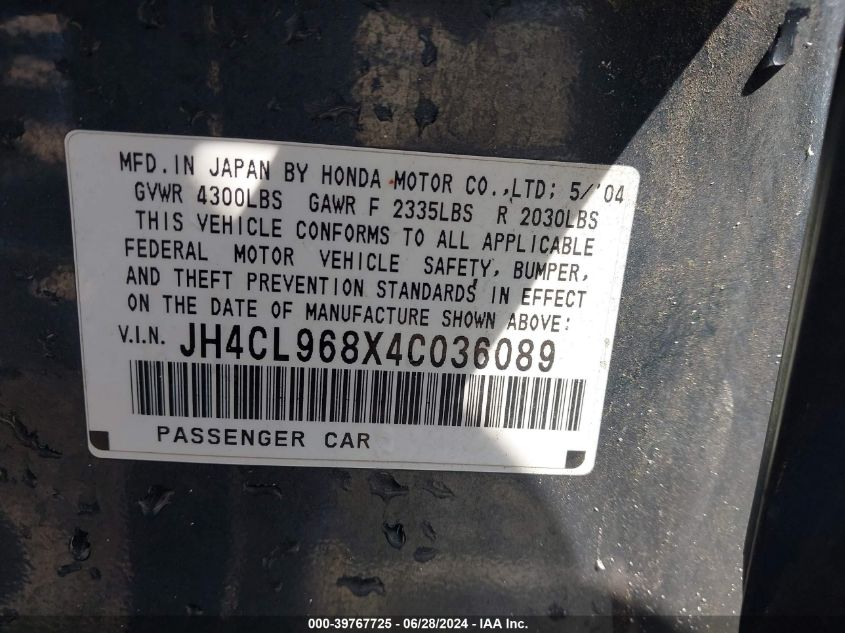 MFD.IN JAPAN BY HONDA MOTOR CO.,LTD; 5/'04
GVWR 4300LBS GAWR F 2335LBS R 2030LBS
THIS VEHICLE CONFORMS TO ALL APPLICABLE
FEDERAL MOTOR VEHICLE SAFETY, BUMPER,
AND THEFT PREVENTION STANDARDS IN EFFECT
ON THE DATE OF MANUFACTURE SHOWN ABOVE:
V.I.N. JH4CL968X4C036089
PASSENGER CAR
000-39767725 - 06/28/2024 - IAA Inc.